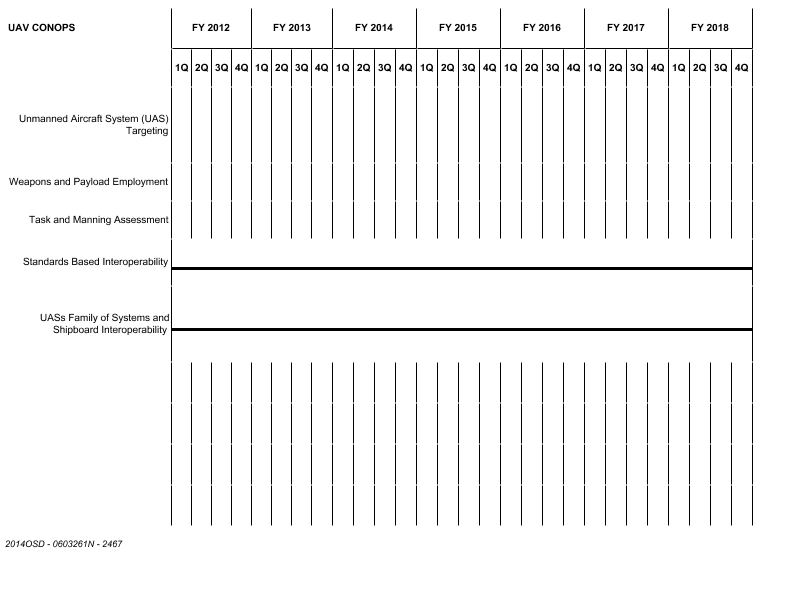 UAV CONOPS FY 2012 FY 2013 FY 2014 FY 2015 FY 2016 FY 2017 FY 2018
1Q 2Q 3Q 4Q 1Q 2Q 3Q 4Q 1Q 2Q 3Q 4Q 1Q 2Q 3Q 4Q 1Q 2Q 3Q 4Q 1Q 2Q 3Q 4Q 1Q 2Q 3Q 4Q
Unmanned Aircraft System (UAS)
Targeting
Weapons and Payload Employment
Task and Manning Assessment
Standards Based Interoperability
UASs Family of Systems and
Shipboard Interoperability
2014OSD - 0603261N - 2467